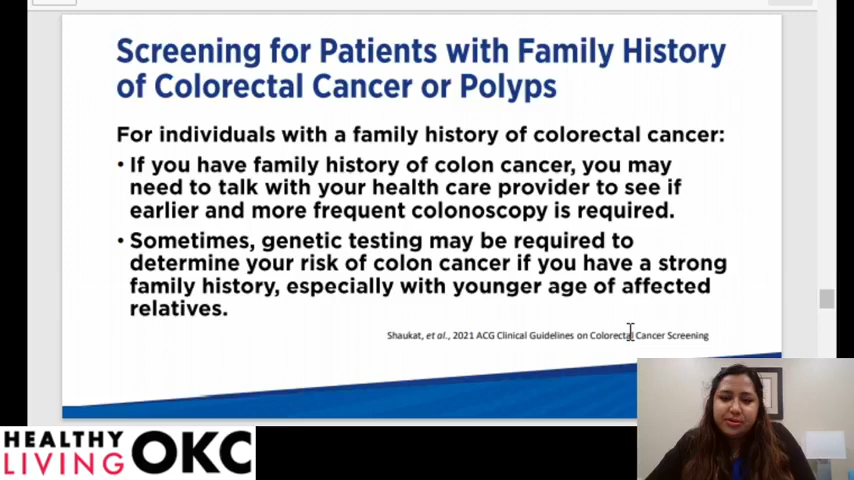 Screening for Patients with Family History
of Colorectal Cancer or Polyps
For individuals with a family history of colorectal cancer:
• If you have family history of colon cancer, you may
need to talk with your health care provider to see if
earlier and more frequent colonoscopy is required.
• Sometimes, genetic testing may be required to
determine your risk of colon cancer if you have a strong
family history, especially with younger age of affected
relatives.
Shaukat, et al., 2021 ACG Clinical Guidelines on Colorectal Cancer Screening
HEALTHY
LIVING OKC